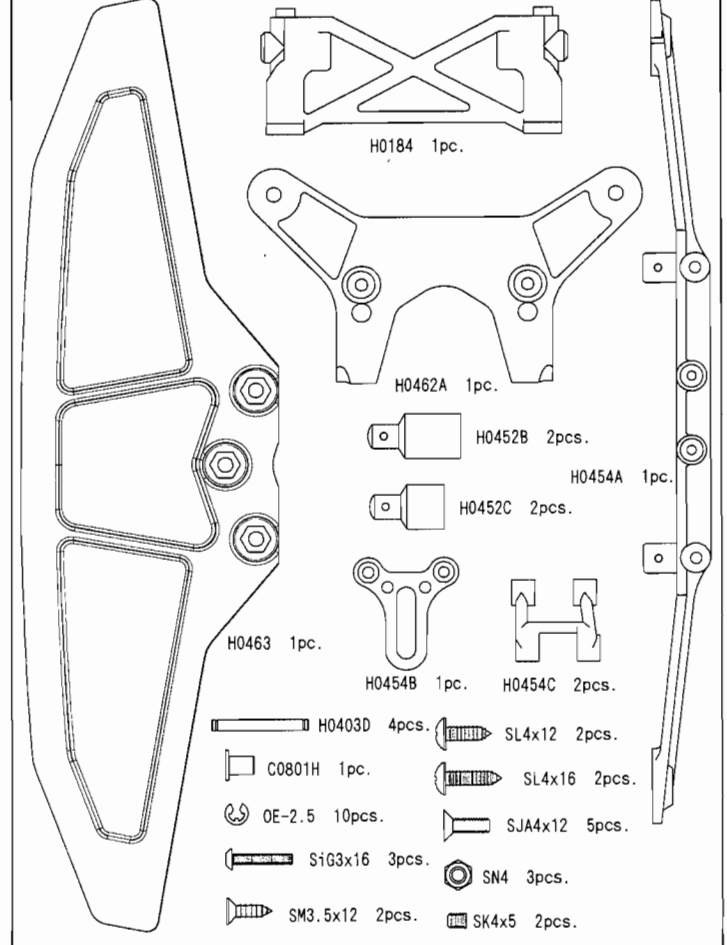 H0184 1pc.
H0462A 1pc.
H0452B 2pcs.
H0454A 1pc.
H0452C 2pcs.
H0463 1pc.
H0454B 1pc.
H0454C 2pcs.
H0403D 4pcs.
SL4x12 2pcs.
C0801H 1pc.
SL4x16 2pcs.
OE-2.5 10pcs.
SJA4x12 5pcs.
SiG3x16 3pcs.
SN4 3pcs.
SM3.5x12 2pcs.
SK4x5 2pcs.